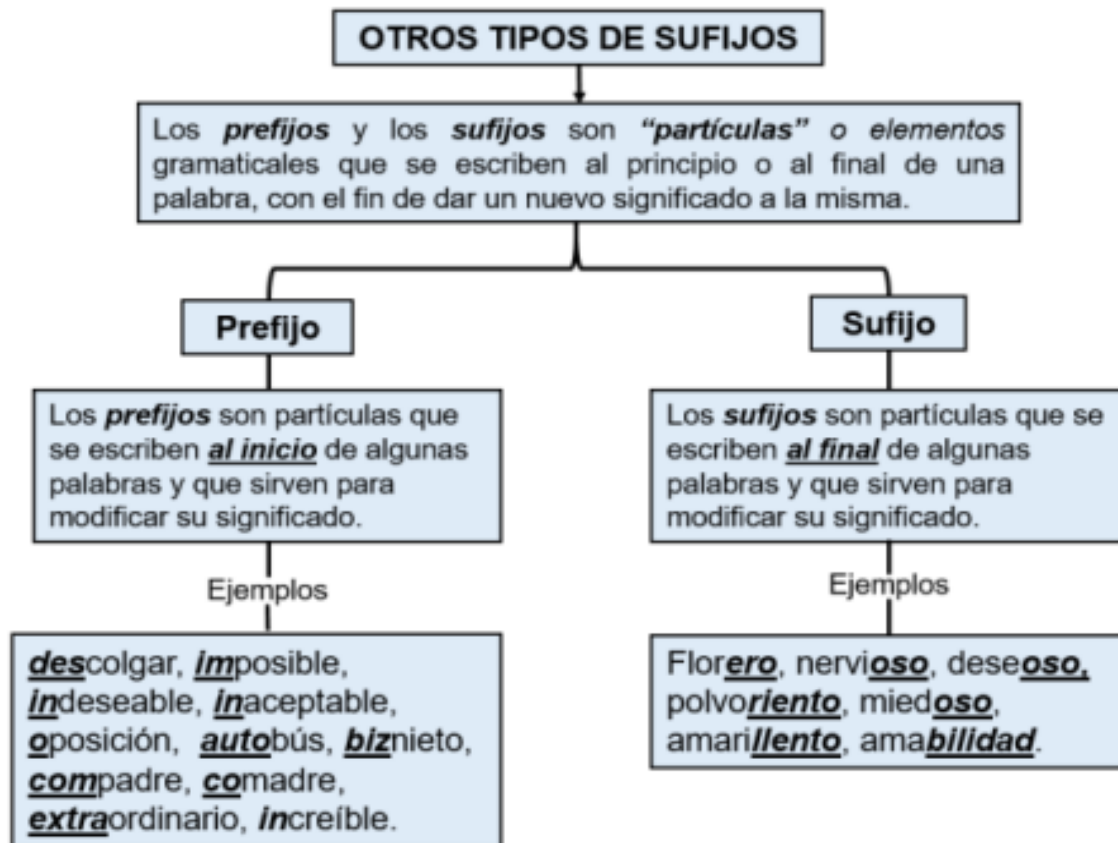 OTROS TIPOS DE SUFIJOS
Los prefijos y los sufijos son “partículas” o elementos
gramaticales que se escriben al principio o al final de una
palabra, con el fin de dar un nuevo significado a la misma.
Prefijo
Los prefijos son partículas que
se escriben al inicio de algunas
palabras y que sirven para
modificar su significado.
Ejemplos
descolgar, imposible,
indeseable, inaceptable,
oposición, autobús, biznieto,
compadre, comadre,
extraordinario, increíble.
Sufijo
Los sufijos son partículas que se
escriben al final de algunas
palabras y que sirven para
modificar su significado.
Ejemplos
Florero, nervioso, deseoso,
polvoriento, miedoso,
amarillento, amabilidad.